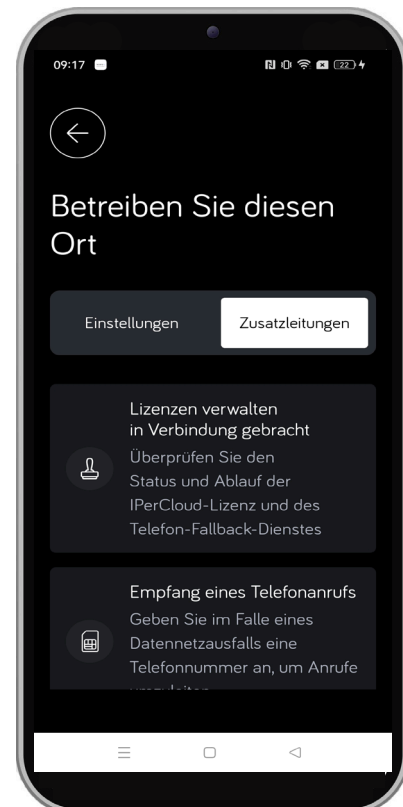 09:17
22
Betreiben Sie diesen
Ort
Einstellungen
Zusatzleitungen
Lizenzen verwalten
in Verbindung gebracht
Überprüfen Sie den
Status und Ablauf der
IPerCloud-Lizenz und des
Telefon-Fallback-Dienstes
Empfang eines Telefonanrufs
Geben Sie im Falle eines
Datennetzausfalls eine
Telefonnummer an, um Anrufe